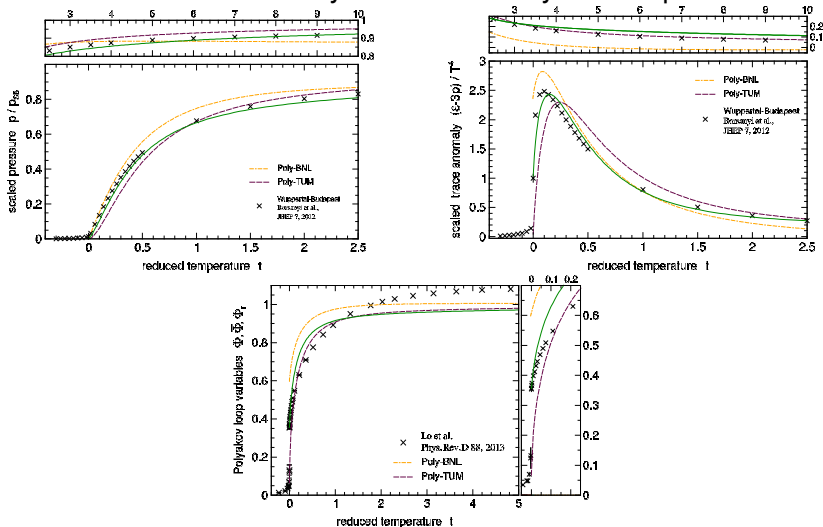 3 4 5 6 7 8 9 10
1
0.9
0.8
scaled pressure p / pSB
0.8
0.6
0.4
0.2
0
Poly-BNL
Poly-TUM
Wuppertal-Budapest
Borsanyi et al.,
JHEP 7, 2012
0 0.5 1 1.5 2 2.5
reduced temperature t
3 4 5 6 7 8 9 10
0.2
0.1
0
scaled trace anomaly (ε-3p) / T4
3
2.5
2
1.5
1
0.5
0
Poly-BNL
Poly-TUM
Wuppertal-Budapest
Borsanyi et al.,
JHEP 7, 2012
0 0.5 1 1.5 2 2.5
reduced temperature t
0 0.1 0.2
Polyakov loop variables Φ, Φ̄, Φr
1
0.8
0.6
0.4
0.2
0
0.6
0.5
0.4
0.3
0.2
0.1
0
Lo et al.
Phys.Rev.D 88, 2013
Poly-BNL
Poly-TUM
0 1 2 3 4 5
reduced temperature t